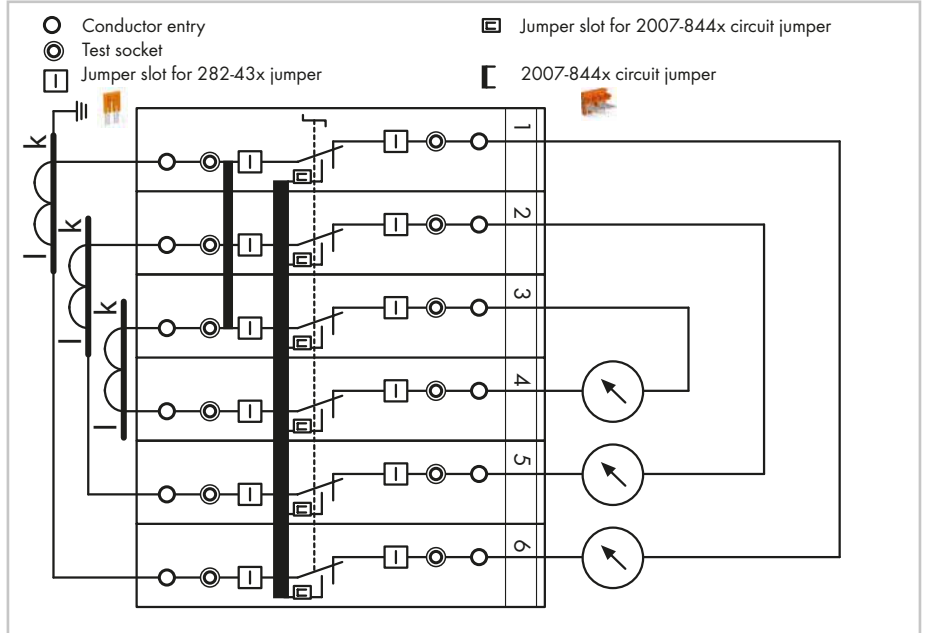 Conductor entry
Test socket
Jumper slot for 282-43x jumper
Jumper slot for 2007-844x circuit jumper
2007-844x circuit jumper
k
l
k
l
k
l
1
2
3
4
5
6